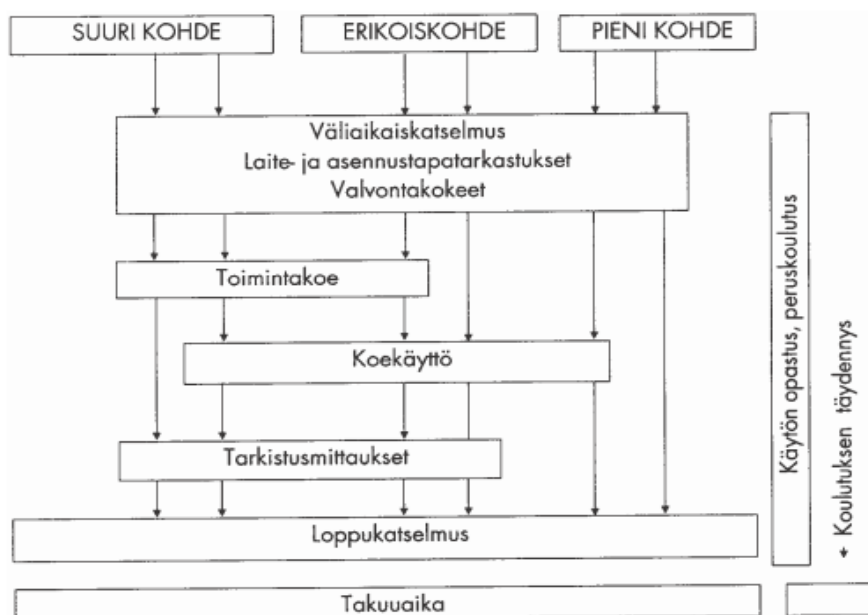 SUURI KOHDE
ERIKOISKOHDE
PIENI KOHDE
Väliaikaiskatselmus
Laite- ja asennustapatarkastukset
Valvontakokeet
Toimintakoe
Koekäyttö
Tarkistusmittaukset
Loppukatselmus
Takuuaika
Käytön opastus, peruskoulutus
Koulutuksen täydennys